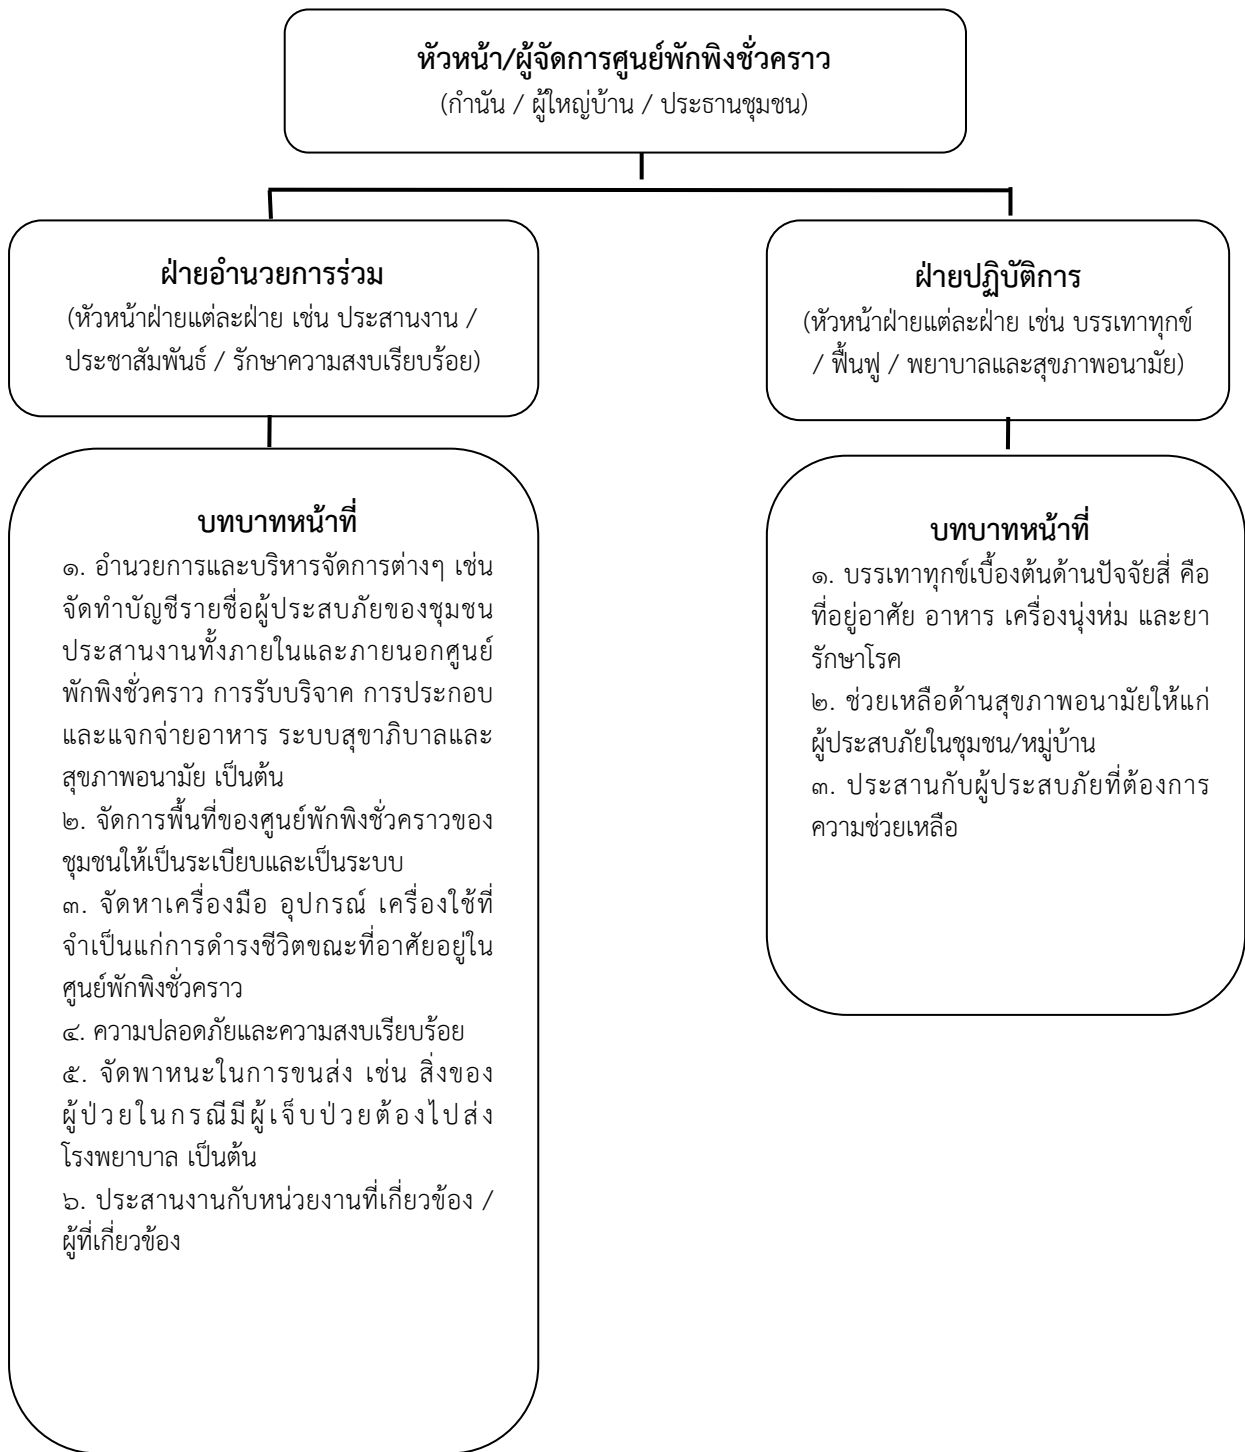 หัวหน้า/ผู้จัดการศูนย์พักพิงชั่วคราว
(กำนัน / ผู้ใหญ่บ้าน / ประธานชุมชน)
ฝ่ายอำนวยการร่วม
(หัวหน้าฝ่ายแต่ละฝ่าย เช่น ประสานงาน /
ประชาสัมพันธ์ / รักษาความสงบเรียบร้อย)
บทบาทหน้าที่
๑. อำนวยการและบริหารจัดการต่างๆ เช่น
จัดทำบัญชีรายชื่อผู้ประสบภัยของชุมชน
ประสานงานทั้งภายในและภายนอกศูนย์
พักพิงชั่วคราว การรับบริจาค การประกอบ
และแจกจ่ายอาหาร ระบบสุขาภิบาลและ
สุขภาพอนามัย เป็นต้น
๒. จัดการพื้นที่ของศูนย์พักพิงชั่วคราวของ
ชุมชนให้เป็นระเบียบและเป็นระบบ
๓. จัดหาเครื่องมือ อุปกรณ์ เครื่องใช้ที่
จำเป็นแก่การดำรงชีวิตขณะที่อาศัยอยู่ใน
ศูนย์พักพิงชั่วคราว
๔. ความปลอดภัยและความสงบเรียบร้อย
๕. จัดพาหนะในการขนส่ง เช่น สิ่งของ
ผู้ป่วยในกรณีมีผู้เจ็บป่วยต้องไปส่ง
โรงพยาบาล เป็นต้น
๖. ประสานงานกับหน่วยงานที่เกี่ยวข้อง /
ผู้ที่เกี่ยวข้อง
ฝ่ายปฏิบัติการ
(หัวหน้าฝ่ายแต่ละฝ่าย เช่น บรรเทาทุกข์
/ ฟื้นฟู / พยาบาลและสุขภาพอนามัย)
บทบาทหน้าที่
๑. บรรเทาทุกข์เบื้องต้นด้านปัจจัยสี่ คือ
ที่อยู่อาศัย อาหาร เครื่องนุ่งห่ม และยา
รักษาโรค
๒. ช่วยเหลือด้านสุขภาพอนามัยให้แก่
ผู้ประสบภัยในชุมชน/หมู่บ้าน
๓. ประสานกับผู้ประสบภัยที่ต้องการ
ความช่วยเหลือ